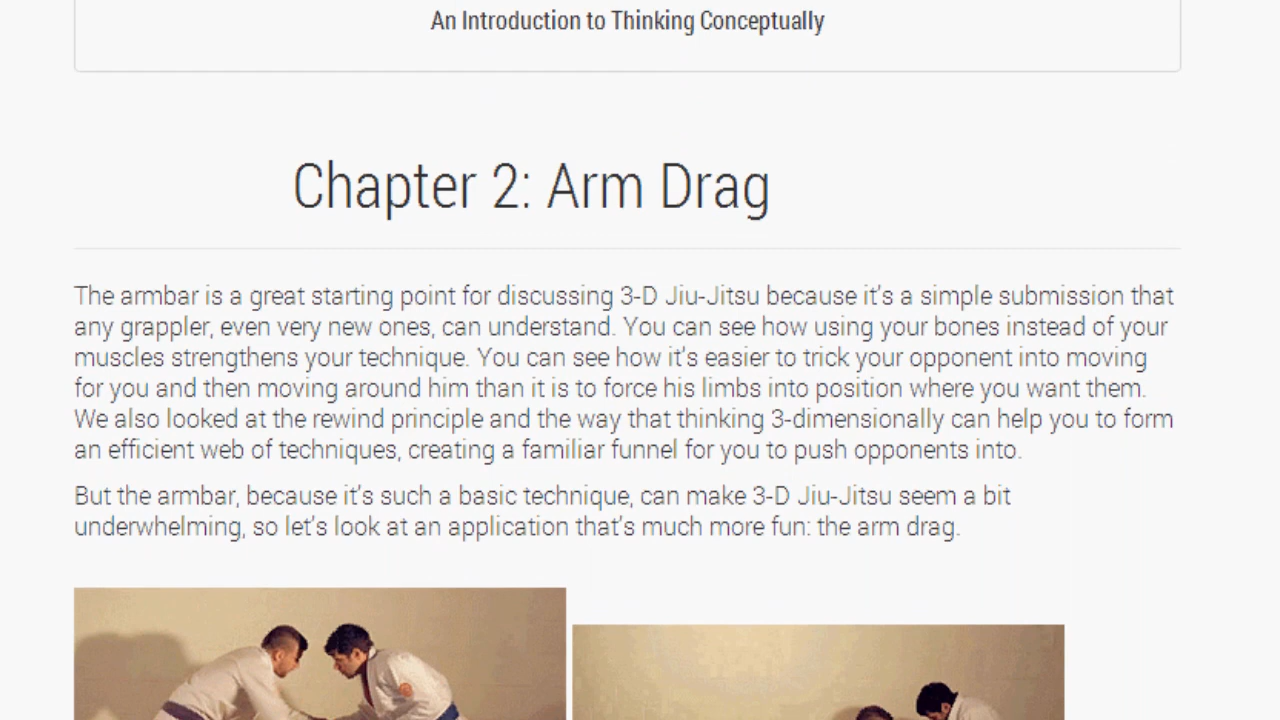 An Introduction to Thinking Conceptually
Chapter 2: Arm Drag
The armbar is a great starting point for discussing 3-D Jiu-Jitsu because it's a simple submission that
any grappler, even very new ones, can understand. You can see how using your bones instead of your
muscles strengthens your technique. You can see how it's easier to trick your opponent into moving
for you and then moving around him than it is to force his limbs into position where you want them.
We also looked at the rewind principle and the way that thinking 3-dimensionally can help you to form
an efficient web of techniques, creating a familiar funnel for you to push opponents into.
But the armbar, because it's such a basic technique, can make 3-D Jiu-Jitsu seem a bit
underwhelming, so let's look at an application that's much more fun: the arm drag.